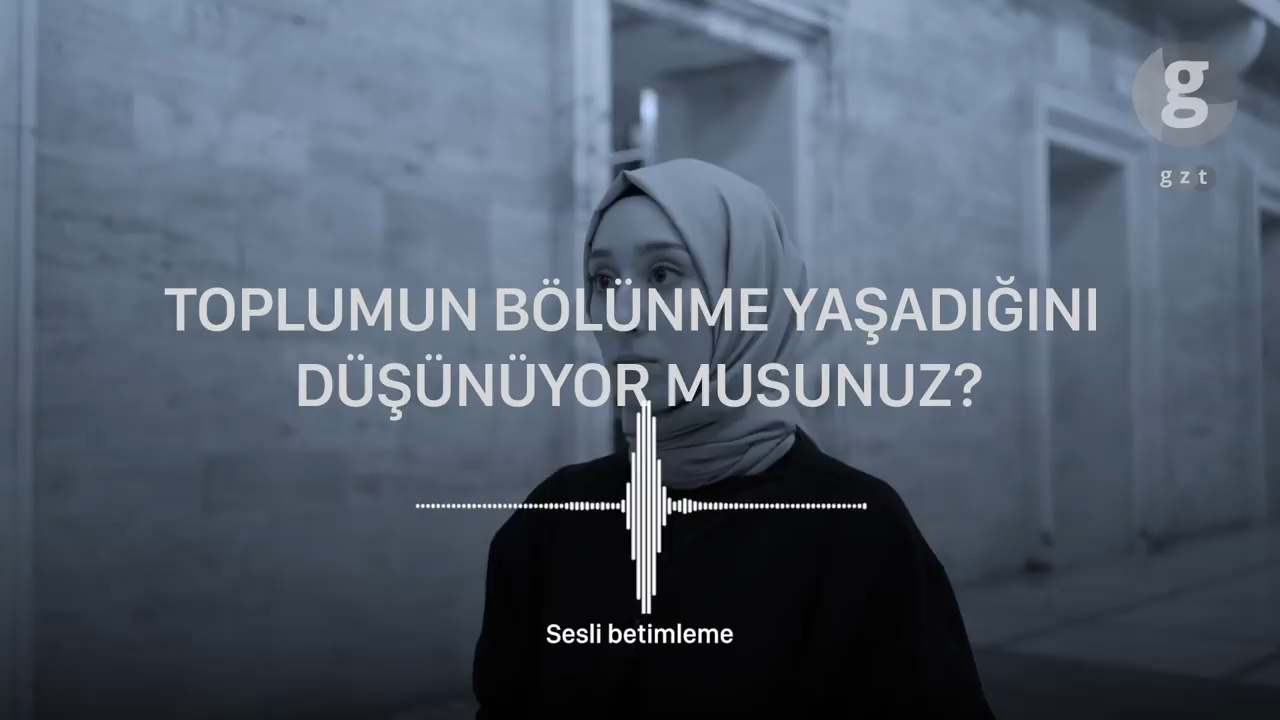 g
gzt
TOPLUMUN BÖLÜNME YAŞADIĞINI
DÜŞÜNÜYOR MUSUNUZ?
Sesli betimleme